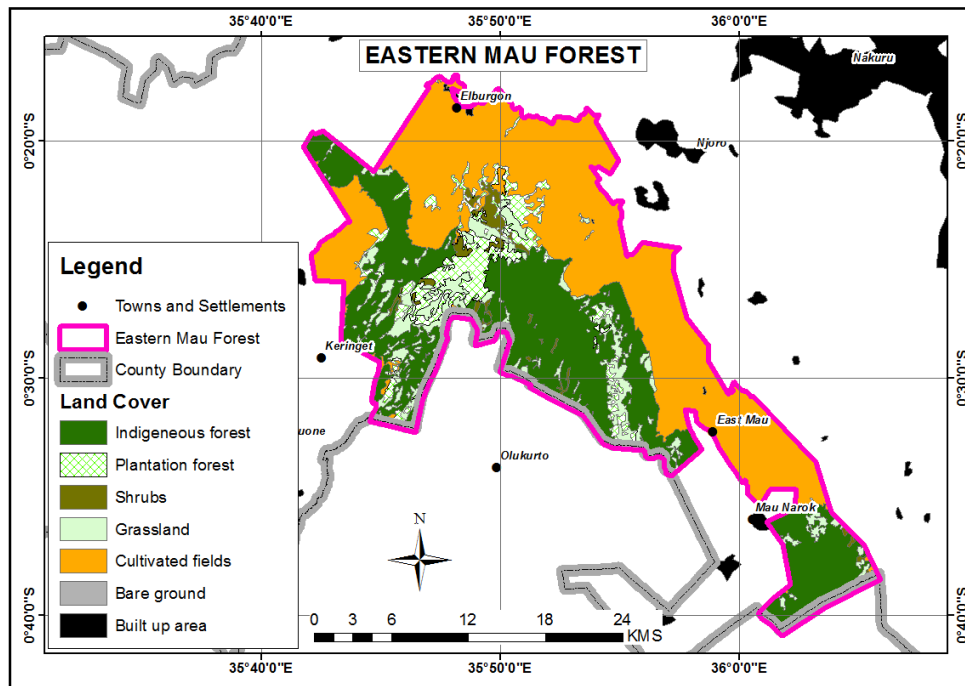 35°40'0"E
35°50'0"E
36°0'0"E
EASTERN MAU FOREST
Nakuru
Elburgon
Njoro
0°20'0"S
0°20'0"S
Legend
Towns and Settlements
Eastern Mau Forest
County Boundary
Land Cover
Indigeneous forest
Plantation forest
Shrubs
Grassland
Cultivated fields
Bare ground
Built up area
Keringet
0°30'0"S
0°30'0"S
East Mau
uone
Olukurto
Mau Narok
N
0 3 6 12 18 24
KMS
0°40'0"S
0°40'0"S
35°40'0"E
35°50'0"E
36°0'0"E